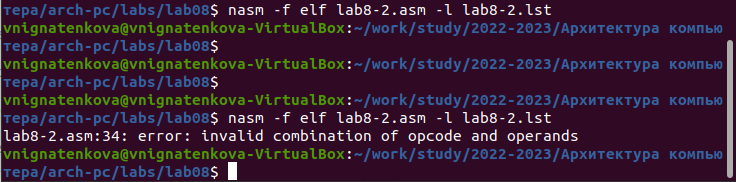 тера/arch-pc/labs/lab08$ nasm -f elf lab8-2.asm -l lab8-2.lst
vnignatenkova@vnignatenkova-VirtualBox:~/work/study/2022-2023/Архитектура компью
тера/arch-pc/labs/lab08$
vnignatenkova@vnignatenkova-VirtualBox:~/work/study/2022-2023/Архитектура компью
тера/arch-pc/labs/lab08$
vnignatenkova@vnignatenkova-VirtualBox:~/work/study/2022-2023/Архитектура компью
тера/arch-pc/labs/lab08$ nasm -f elf lab8-2.asm -l lab8-2.lst
lab8-2.asm:34: error: invalid combination of opcode and operands
vnignatenkova@vnignatenkova-VirtualBox:~/work/study/2022-2023/Архитектура компью
тера/arch-pc/labs/lab08$